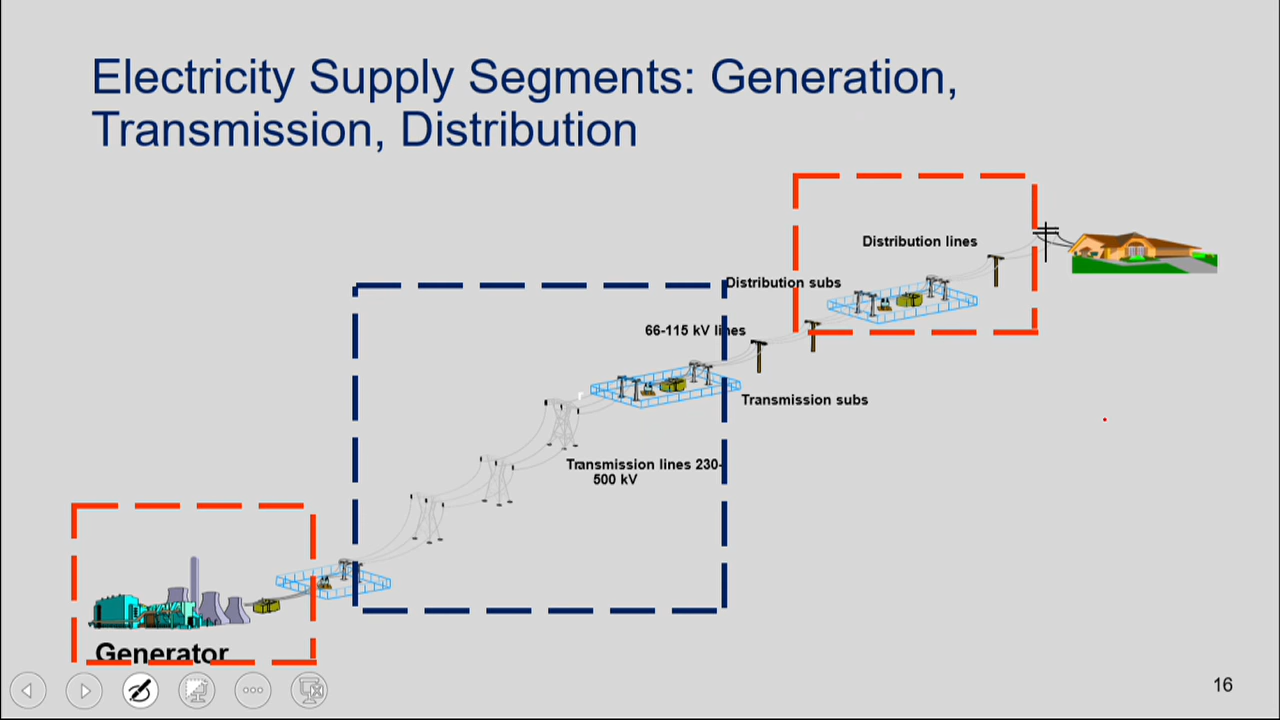 Electricity Supply Segments: Generation,
Transmission, Distribution
Distribution lines
Distribution subs
66-115 kV lines
Transmission subs
Transmission lines 230-
500 kV
Generator
16